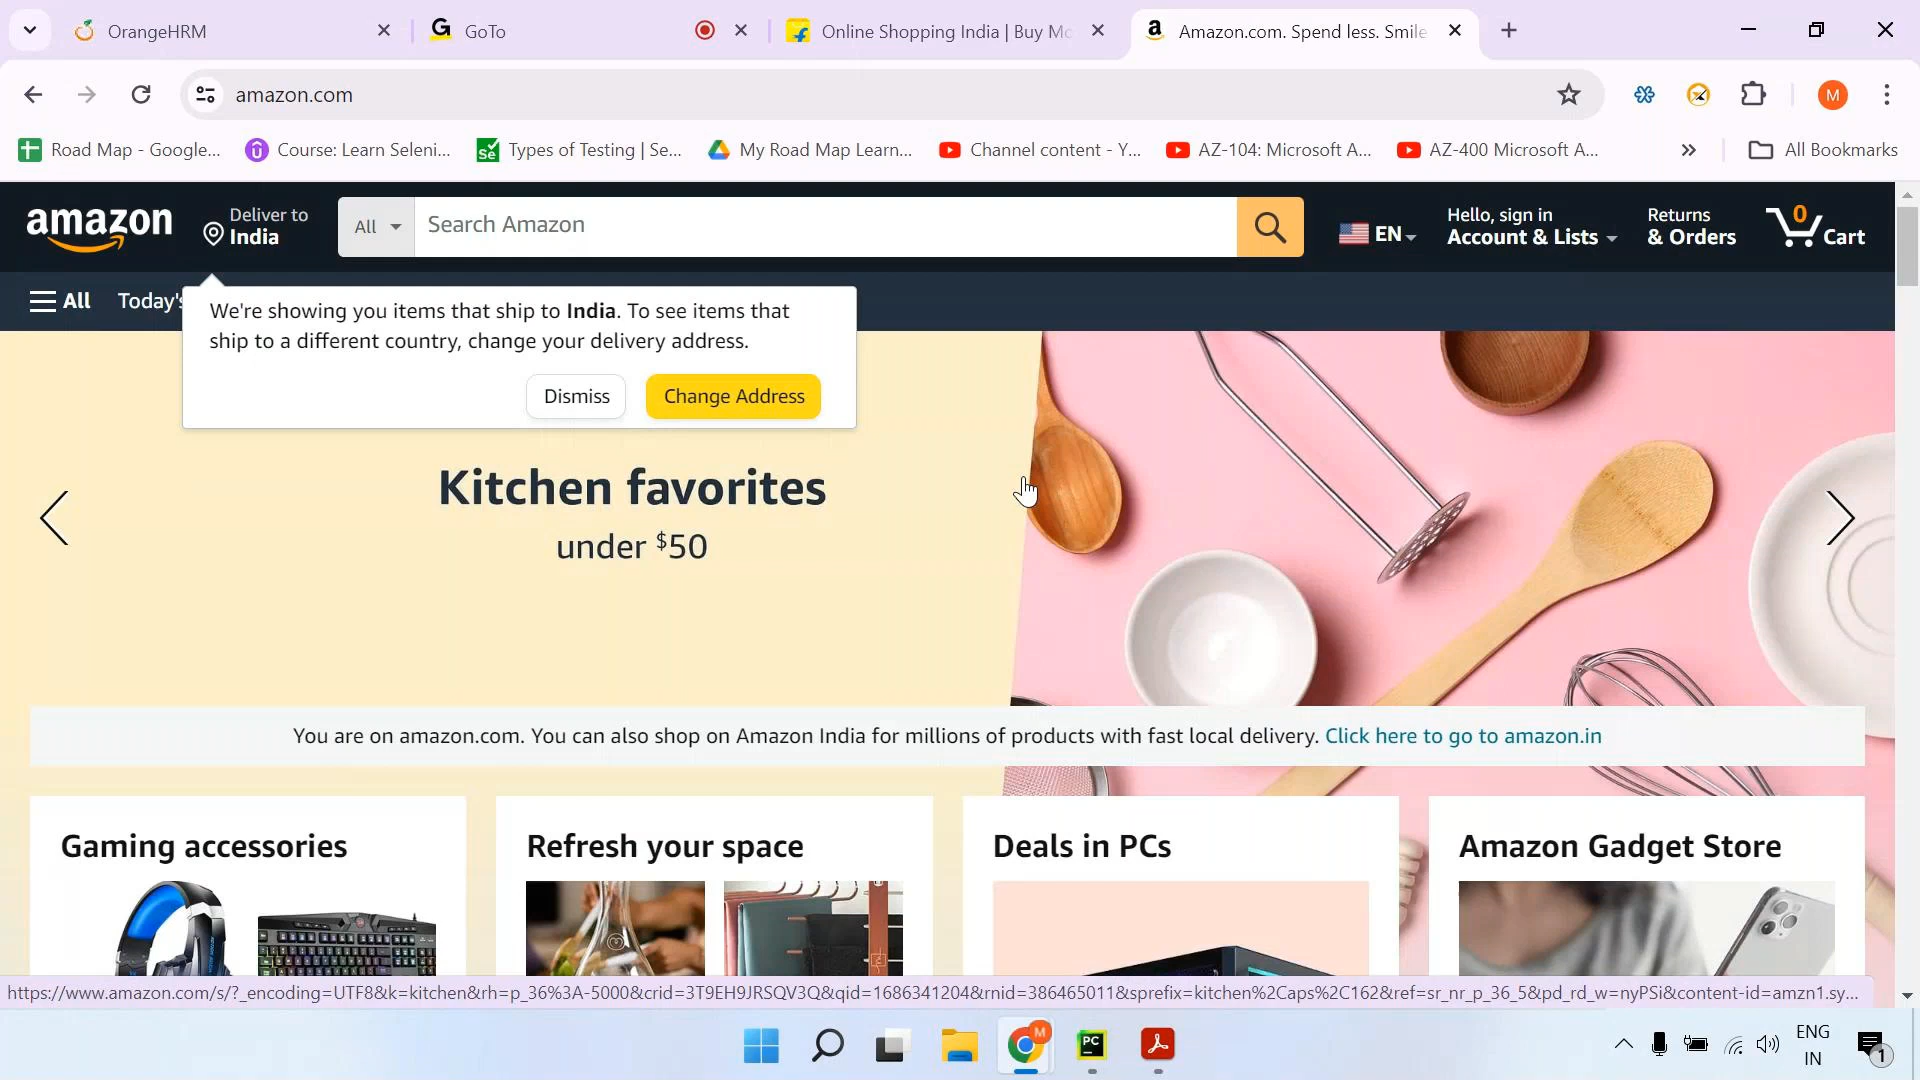 OrangeHRM
GoTo
Online Shopping India | Buy Mo
Amazon.com. Spend less. Smile
amazon.com
M
Road Map - Google...
Course: Learn Seleni...
Types of Testing | Se...
My Road Map Learn...
Channel content - Y...
AZ-104: Microsoft A...
AZ-400 Microsoft A...
All Bookmarks
amazon
Deliver to
India
All
Search Amazon
EN
Hello, sign in
Account & Lists
Returns
& Orders
0
Cart
All
Today's
We're showing you items that ship to India. To see items that
ship to a different country, change your delivery address.
Dismiss
Change Address
Kitchen favorites
under $50
You are on amazon.com. You can also shop on Amazon India for millions of products with fast local delivery. Click here to go to amazon.in
Gaming accessories
Refresh your space
Deals in PCs
Amazon Gadget Store
https://www.amazon.com/s/?_encoding=UTF8&k=kitchen&rh=p_36%3A-5000&crid=3T9EH9JRSQV3Q&qid=1686341204&rnid=386465011&sprefix=kitchen%2Caps%2C162&ref=sr_nr_p_36_5&pd_rd_w=nyPSi&content-id=amzn1.sy...
M
PC
ENG
IN
1